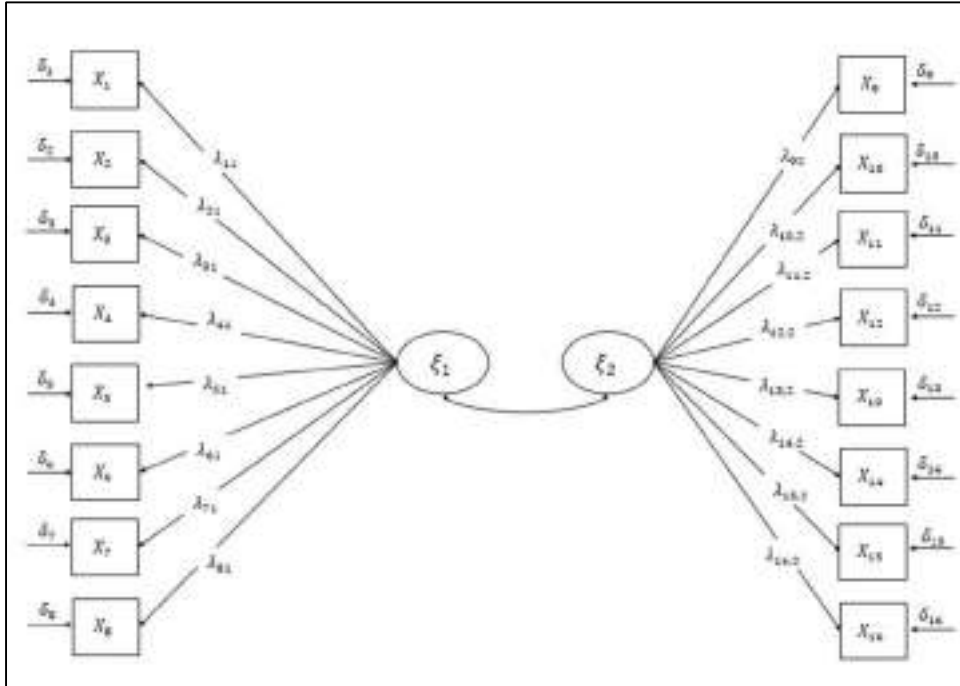 δ₁ X₁ λ₁₁
δ₂ X₂ λ₂₁
δ₃ X₃ λ₃₁
δ₄ X₄ λ₄₁
δ₅ X₅ λ₅₁
δ₆ X₆ λ₆₁
δ₇ X₇ λ₇₁
δ₈ X₈ λ₈₁
ξ₁ ξ₂
λ₉₂ X₉ δ₉
λ₁₀,₂ X₁₀ δ₁₀
λ₁₁,₂ X₁₁ δ₁₁
λ₁₂,₂ X₁₂ δ₁₂
λ₁₃,₂ X₁₃ δ₁₃
λ₁₄,₂ X₁₄ δ₁₄
λ₁₅,₂ X₁₅ δ₁₅
λ₁₆,₂ X₁₆ δ₁₆